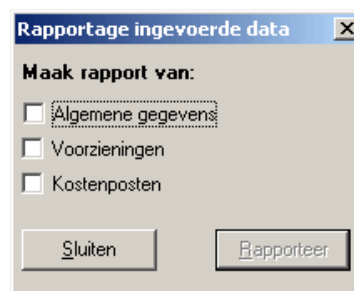 Rapportage ingevoerde data
Maak rapport van:
Algemene gegevens
Voorzieningen
Kostenposten
Sluiten Rapporteer